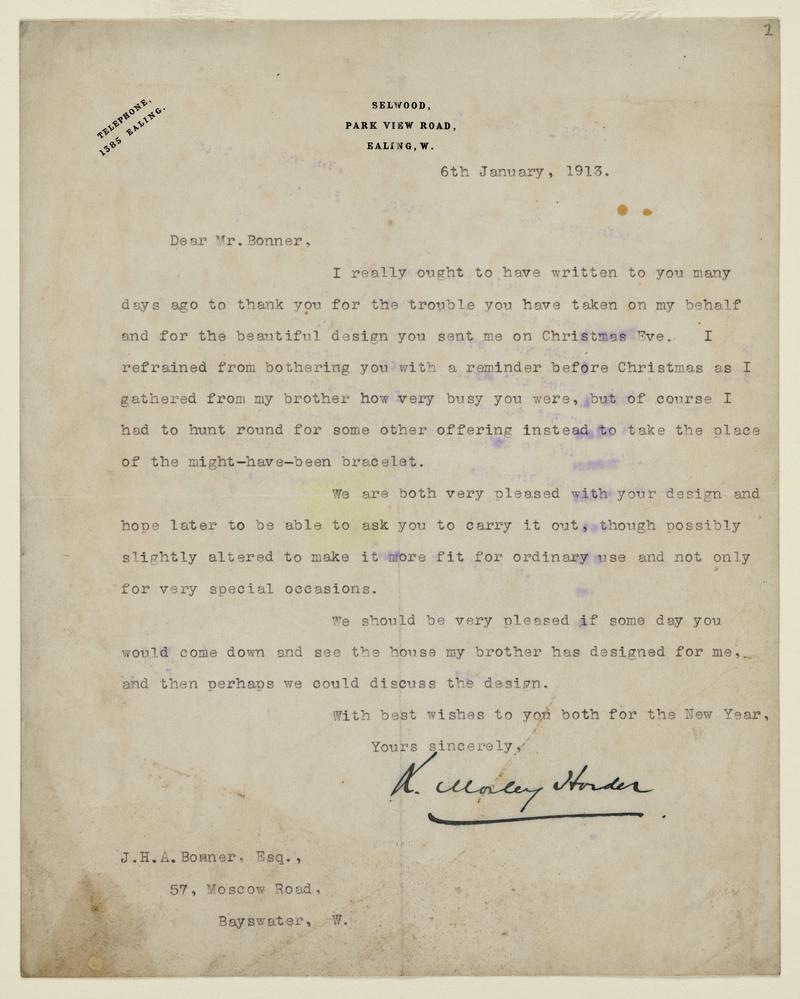 2
TELEPHONE,
1385 EALING.
SELWOOD,
PARK VIEW ROAD,
EALING, W.
6th January, 1913.
Dear Mr. Bonner,
I really ought to have written to you many
days ago to thank you for the trouble you have taken on my behalf
and for the beautiful design you sent me on Christmas Eve. I
refrained from bothering you with a reminder before Christmas as I
gathered from my brother how very busy you were, but of course I
had to hunt round for some other offering instead to take the place
of the might-have-been bracelet.
We are both very pleased with your design and
hope later to be able to ask you to carry it out, though possibly
slightly altered to make it more fit for ordinary use and not only
for very special occasions.
We should be very pleased if some day you
would come down and see the house my brother has designed for me,
and then perhaps we could discuss the design.
With best wishes to you both for the New Year,
Yours sincerely,
K. Morley Horder
J.H.A. Bonner, Esq.,
57, Moscow Road,
Bayswater, W.